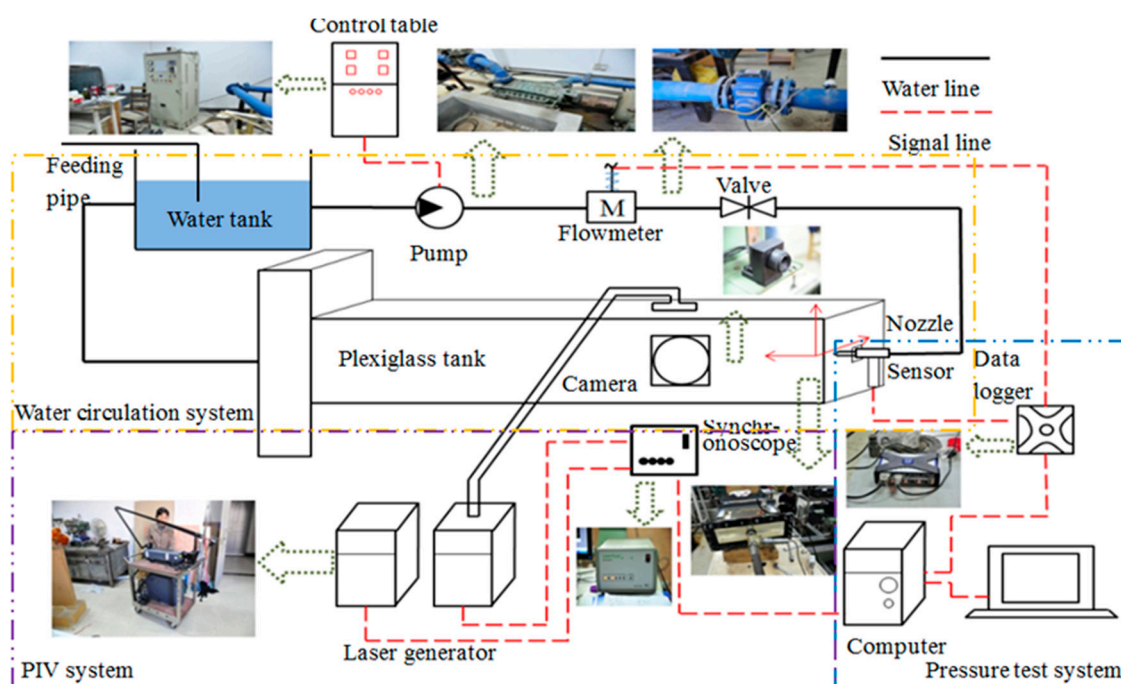 Control table
Water line
Signal line
Feeding
pipe
Water tank
Pump
M
Flowmeter
Valve
Nozzle
Sensor
Data
logger
Plexiglass tank
Camera
Water circulation system
Synchr-
onoscope
Laser generator
PIV system
Computer
Pressure test system